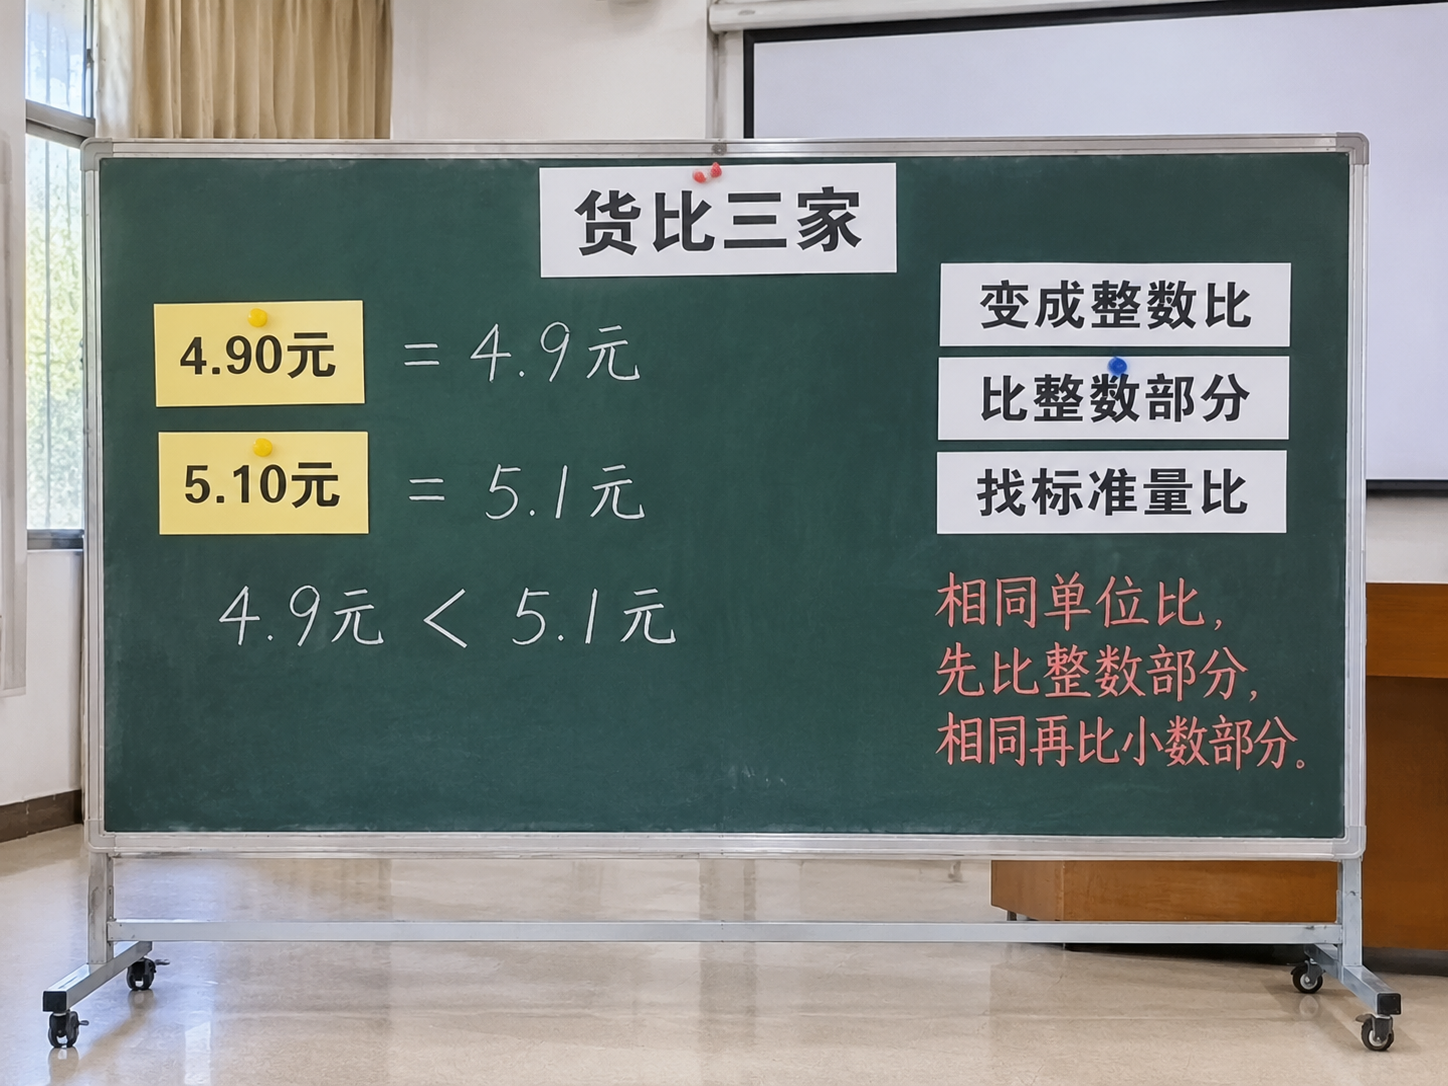 货比三家
4.90元 = 4.9元
5.10元 = 5.1元
4.9元 < 5.1元
变成整数比
比整数部分
找标准量比
相同单位比，
先比整数部分，
相同再比小数部分。